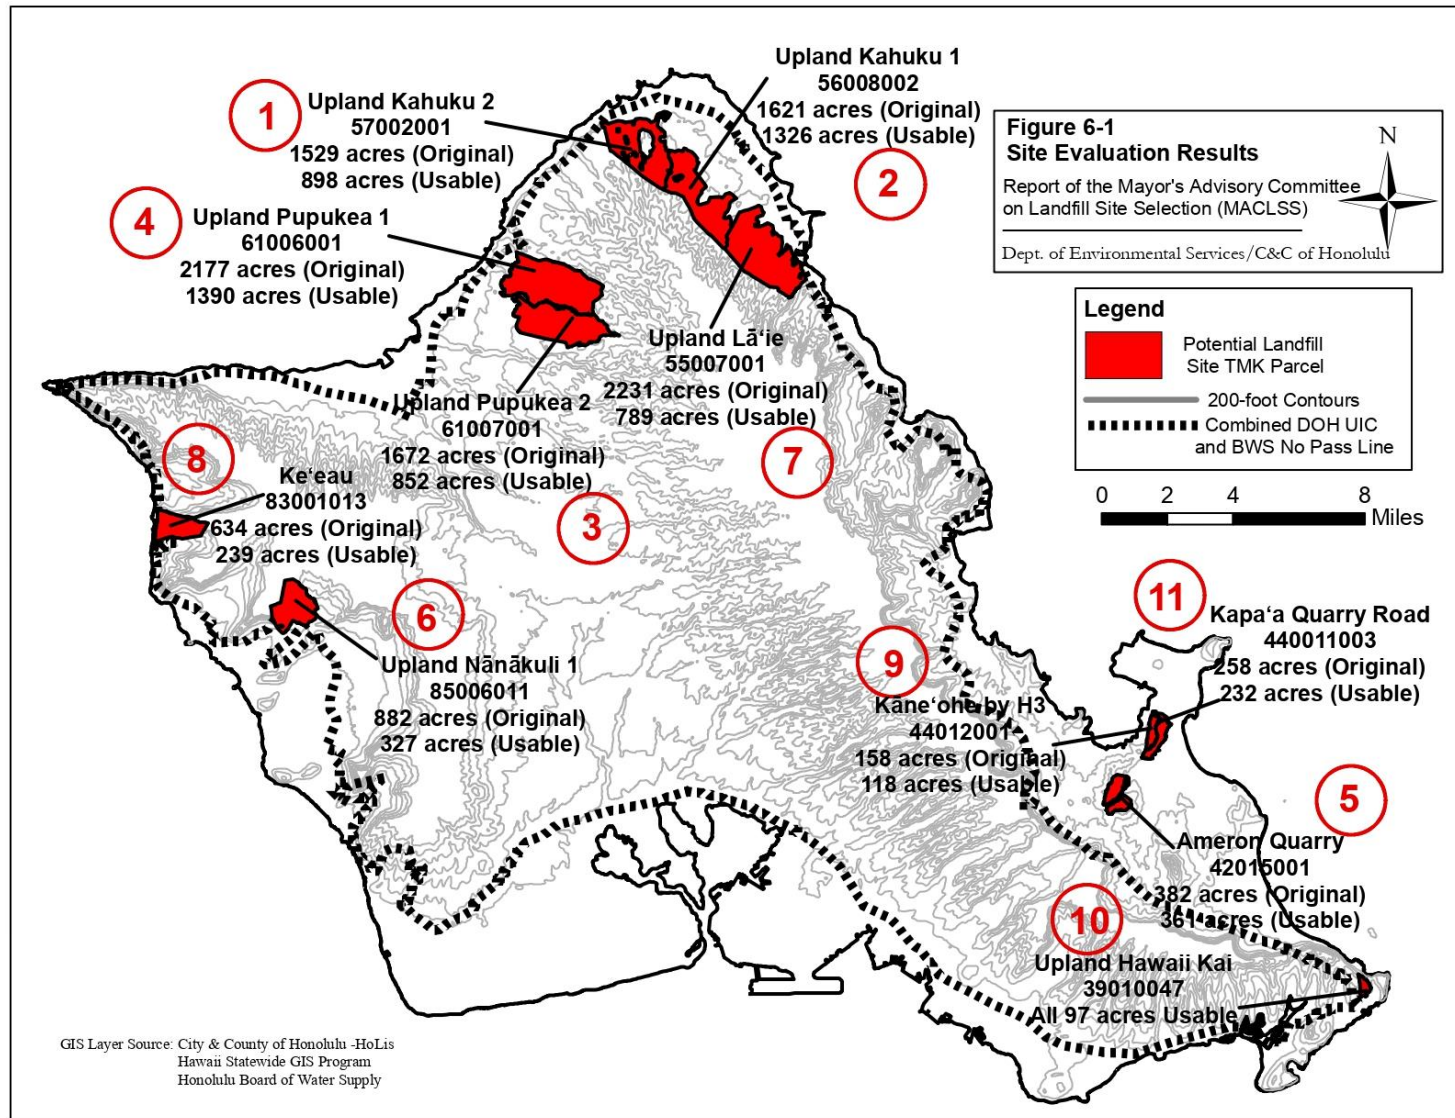 Upland Kahuku 1
56008002
1621 acres (Original)
1326 acres (Usable)
2
1
Upland Kahuku 2
57002001
1529 acres (Original)
898 acres (Usable)
Figure 6-1
Site Evaluation Results
Report of the Mayor's Advisory Committee
on Landfill Site Selection (MACLSS)
Dept. of Environmental Services/C&C of Honolulu
N
4
Upland Pupukea 1
61006001
2177 acres (Original)
1390 acres (Usable)
Legend
Potential Landfill
Site TMK Parcel
200-foot Contours
Combined DOH UIC
and BWS No Pass Line
0 2 4 8
Miles
Upland Lā‘ie
55007001
2231 acres (Original)
789 acres (Usable)
7
Upland Pupukea 2
61007001
1672 acres (Original)
852 acres (Usable)
3
8
Ke‘eau
83001013
634 acres (Original)
239 acres (Usable)
6
Upland Nānākuli 1
85006011
882 acres (Original)
327 acres (Usable)
11
Kapa‘a Quarry Road
440011003
258 acres (Original)
232 acres (Usable)
9
Kāne‘ohe by H3
44012001
158 acres (Original)
118 acres (Usable)
5
Ameron Quarry
42015001
382 acres (Original)
361 acres (Usable)
10
Upland Hawaii Kai
39010047
All 97 acres Usable
GIS Layer Source: City & County of Honolulu -HoLis
Hawaii Statewide GIS Program
Honolulu Board of Water Supply